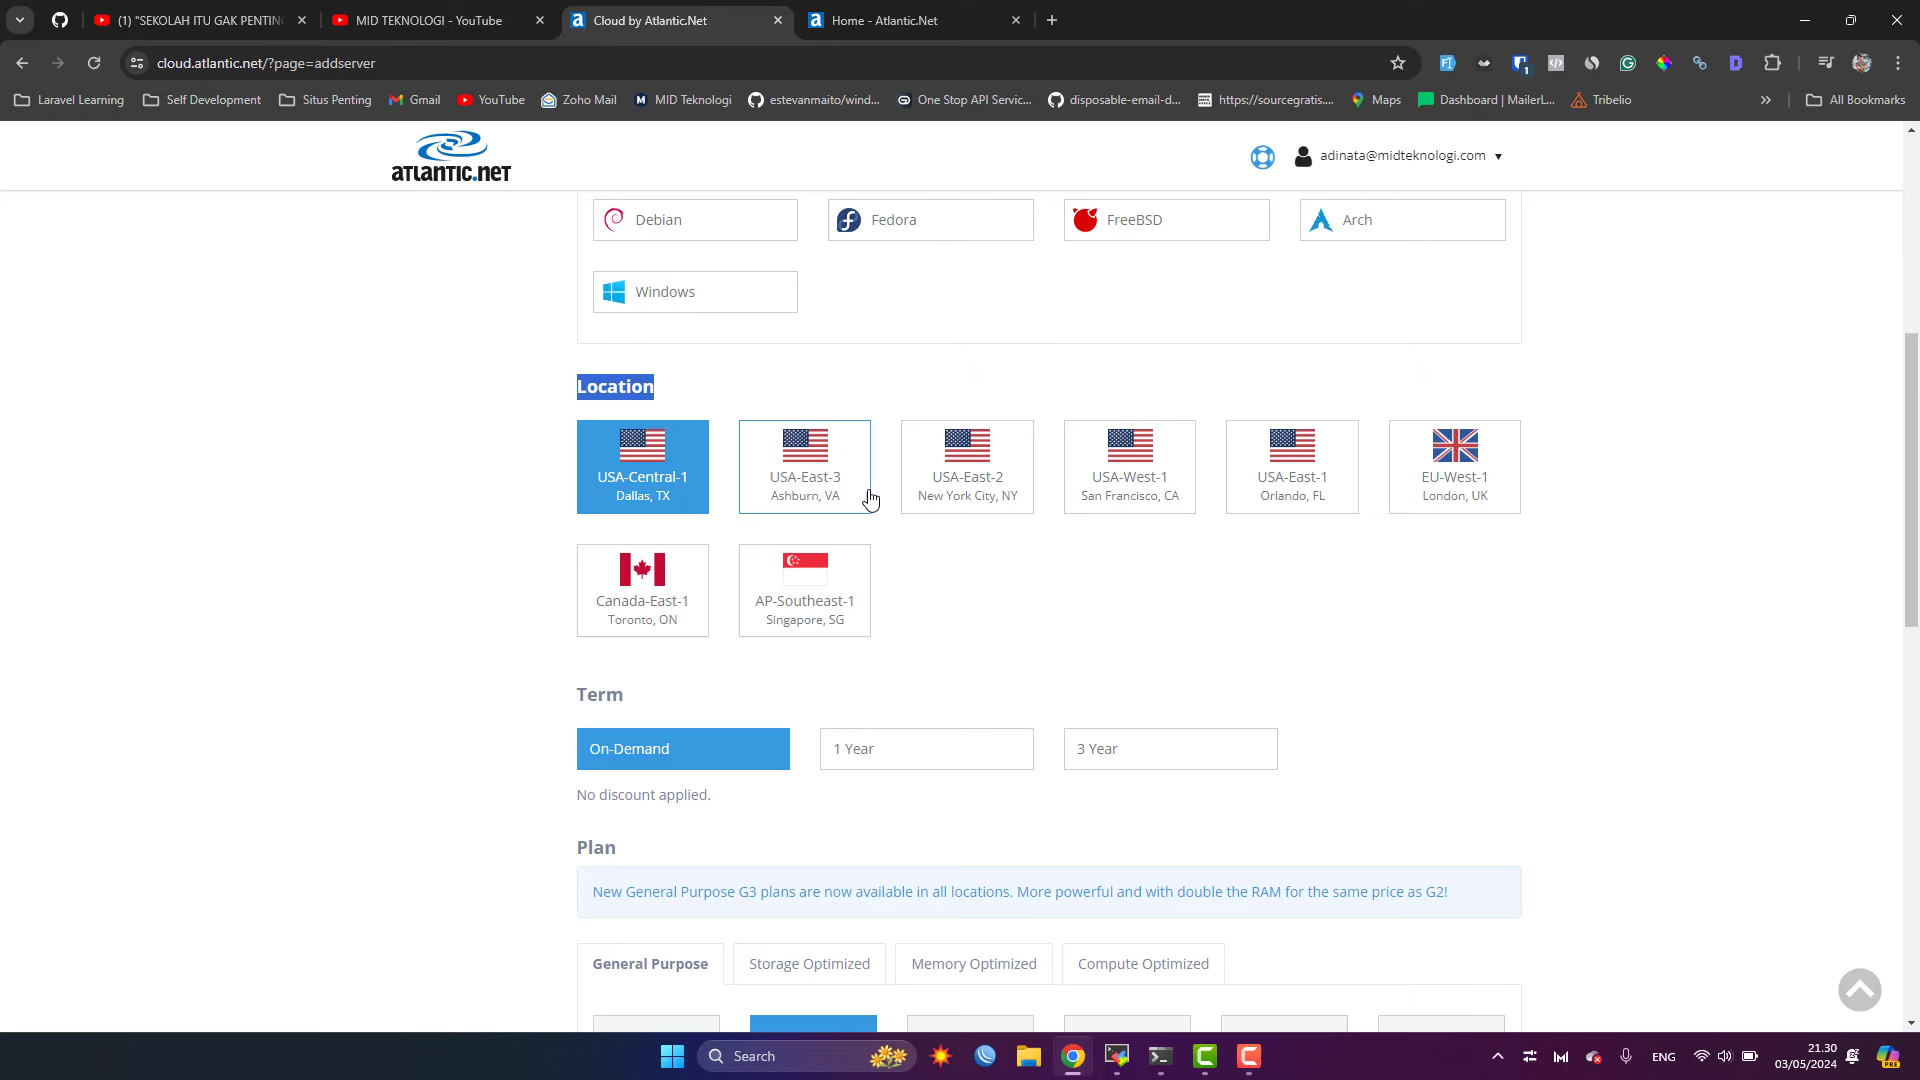 (1) "SEKOLAH ITU GAK PENTING
MID TEKNOLOGI - YouTube
Cloud by Atlantic.Net
Home - Atlantic.Net
cloud.atlantic.net/?page=addserver
Laravel Learning
Self Development
Situs Penting
Gmail
YouTube
Zoho Mail
MID Teknologi
estevanmaito/wind...
One Stop API Servic...
disposable-email-d...
https://sourcegratis....
Maps
Dashboard | MailerL...
Tribelio
All Bookmarks
ATLANTIC.NET
adinata@midteknologi.com
Debian
Fedora
FreeBSD
Arch
Windows
Location
USA-Central-1
Dallas, TX
USA-East-3
Ashburn, VA
USA-East-2
New York City, NY
USA-West-1
San Francisco, CA
USA-East-1
Orlando, FL
EU-West-1
London, UK
Canada-East-1
Toronto, ON
AP-Southeast-1
Singapore, SG
Term
On-Demand
1 Year
3 Year
No discount applied.
Plan
New General Purpose G3 plans are now available in all locations. More powerful and with double the RAM for the same price as G2!
General Purpose
Storage Optimized
Memory Optimized
Compute Optimized
Search
ENG
21.30
03/05/2024